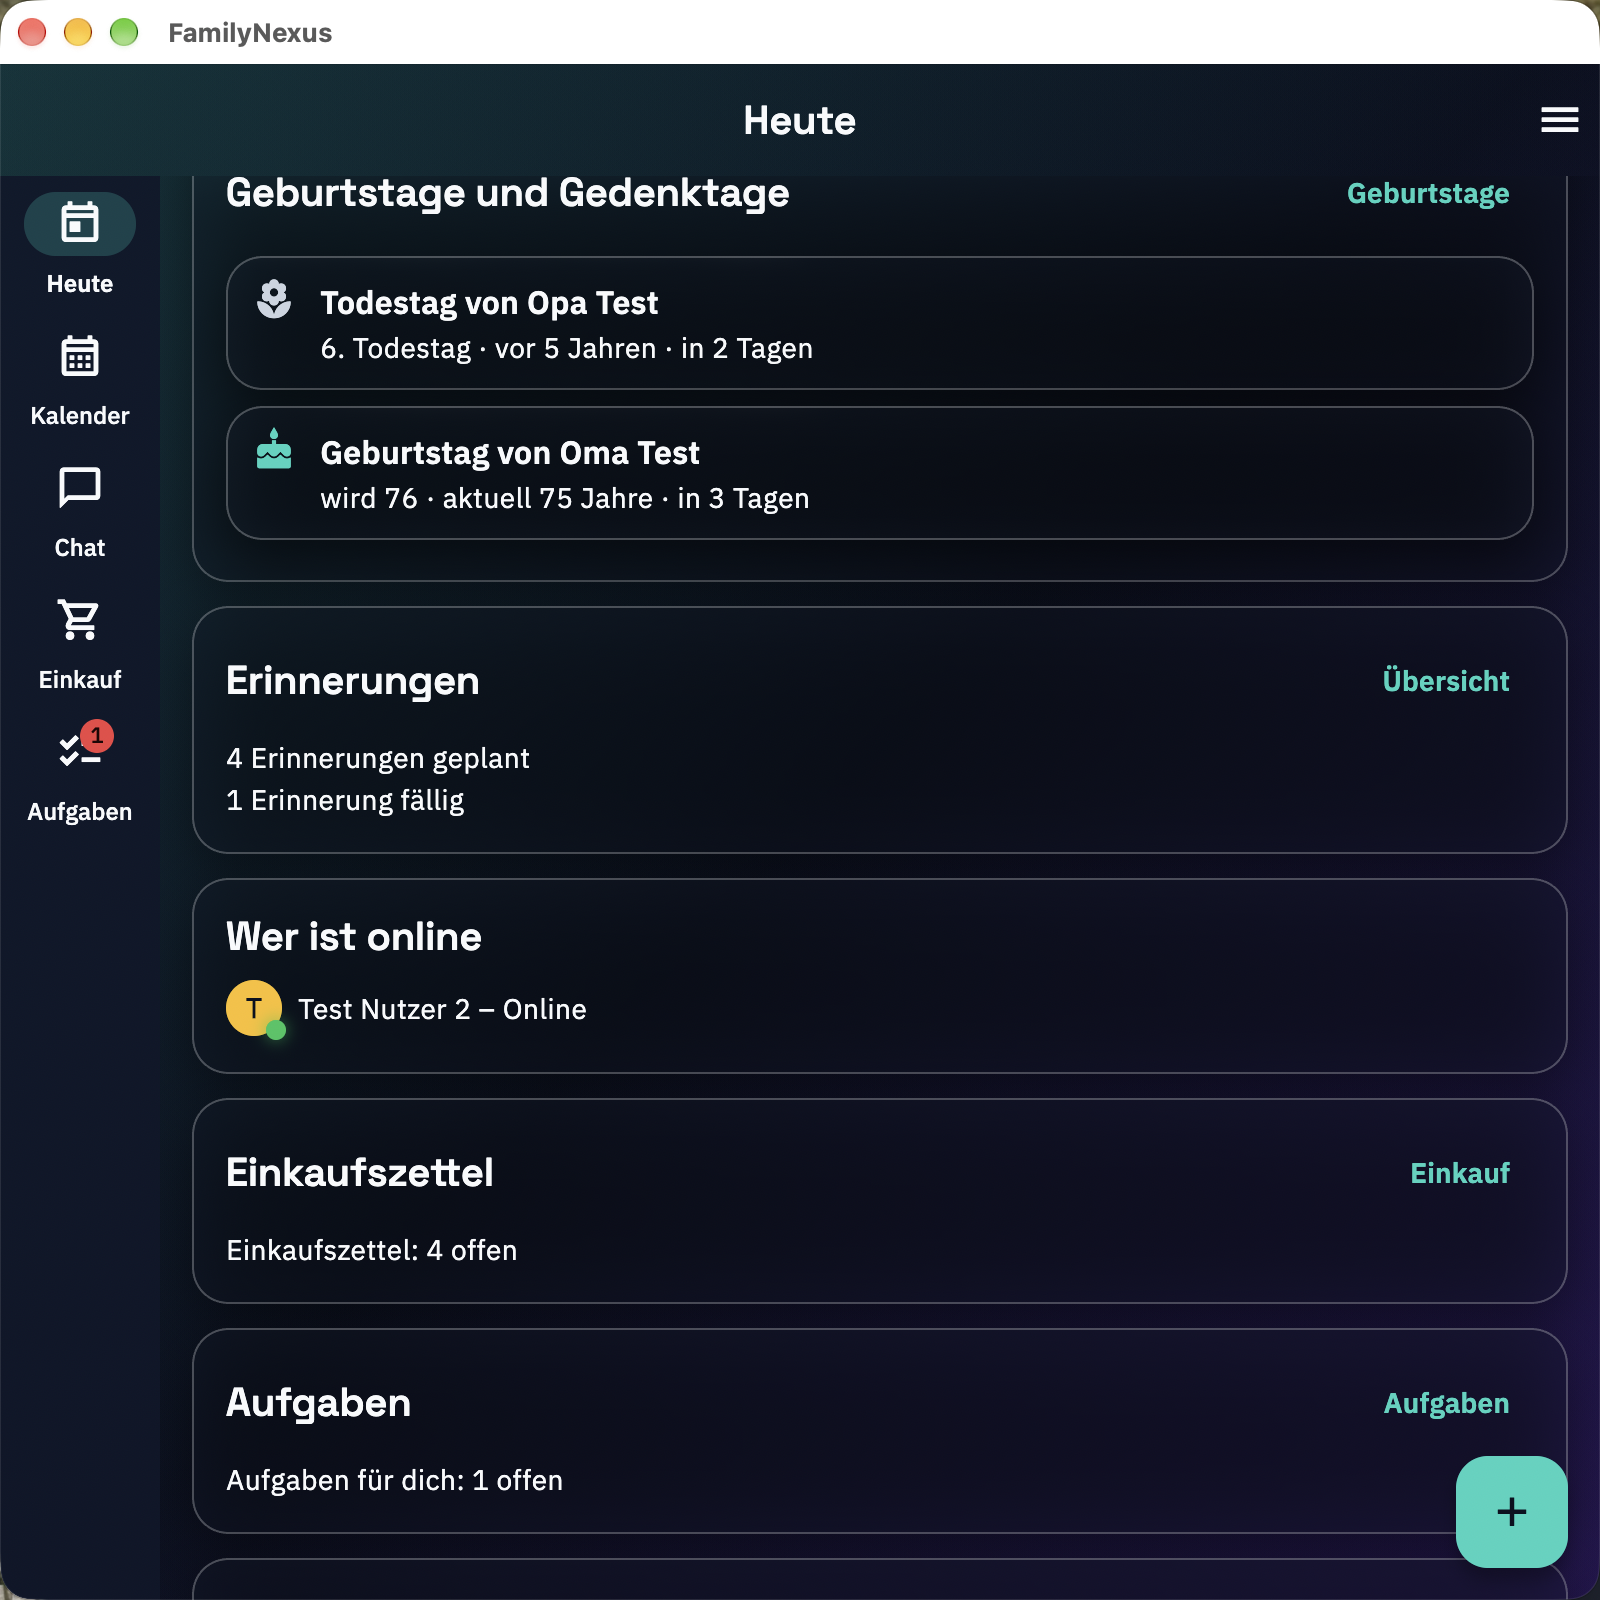 FamilyNexus
Heute
Heute
Kalender
Chat
Einkauf
1
Aufgaben
Geburtstage und Gedenktage
Geburtstage
Todestag von Opa Test
6. Todestag · vor 5 Jahren · in 2 Tagen
Geburtstag von Oma Test
wird 76 · aktuell 75 Jahre · in 3 Tagen
Erinnerungen
Übersicht
4 Erinnerungen geplant
1 Erinnerung fällig
Wer ist online
T
Test Nutzer 2 – Online
Einkaufszettel
Einkauf
Einkaufszettel: 4 offen
Aufgaben
Aufgaben
Aufgaben für dich: 1 offen
+